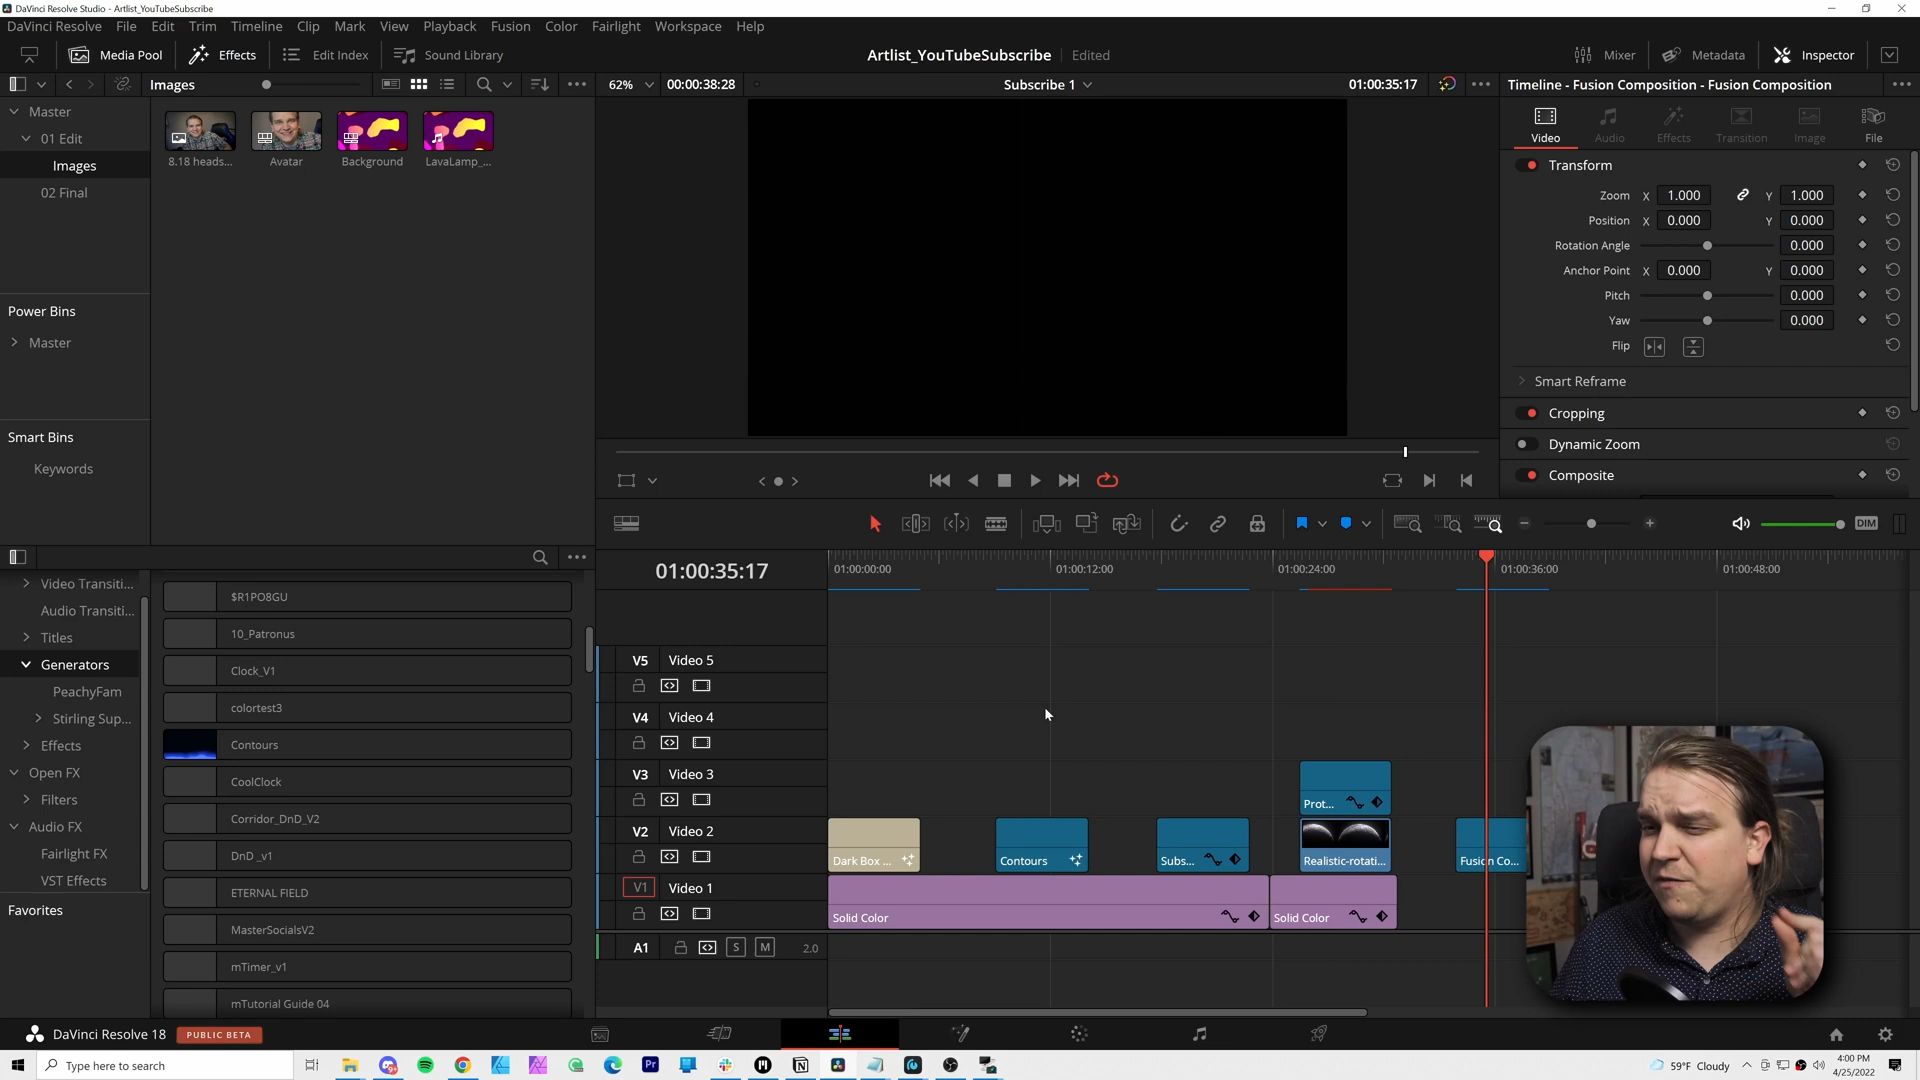 DaVinci Resolve Studio - Artlist_YouTubeSubscribe
DaVinci Resolve File Edit Trim Timeline Clip Mark View Playback Fusion Color Fairlight Workspace Help
Media Pool Effects Edit Index Sound Library
Artlist_YouTubeSubscribe Edited
Mixer Metadata Inspector
Images
62% 00:00:38:28
Subscribe 1
01:00:35:17
Timeline - Fusion Composition - Fusion Composition
Master
01 Edit
Images
02 Final
8.18 heads...
Avatar
Background
LavaLamp_...
Power Bins
Master
Smart Bins
Keywords
Video Audio Effects Transition Image File
Transform
Zoom X 1.000 Y 1.000
Position X 0.000 Y 0.000
Rotation Angle 0.000
Anchor Point X 0.000 Y 0.000
Pitch 0.000
Yaw 0.000
Flip
Smart Reframe
Cropping
Dynamic Zoom
Composite
DIM
Video Transiti...
Audio Transiti...
Titles
Generators
PeachyFam
Stirling Sup...
Effects
Open FX
Filters
Audio FX
Fairlight FX
VST Effects
Favorites
$R1PO8GU
10_Patronus
Clock_V1
colortest3
Contours
CoolClock
Corridor_DnD_V2
DnD _v1
ETERNAL FIELD
MasterSocialsV2
mTimer_v1
mTutorial Guide 04
01:00:35:17
01:00:00:00 01:00:12:00 01:00:24:00 01:00:36:00 01:00:48:00
V5 Video 5
V4 Video 4
V3 Video 3
Prot...
V2 Video 2
Dark Box ...
Contours
Subs...
Realistic-rotati...
Fusion Co...
V1 Video 1
Solid Color
Solid Color
A1 S M 2.0
DaVinci Resolve 18 PUBLIC BETA
Type here to search
Pr
59°F Cloudy
4:00 PM
4/25/2022